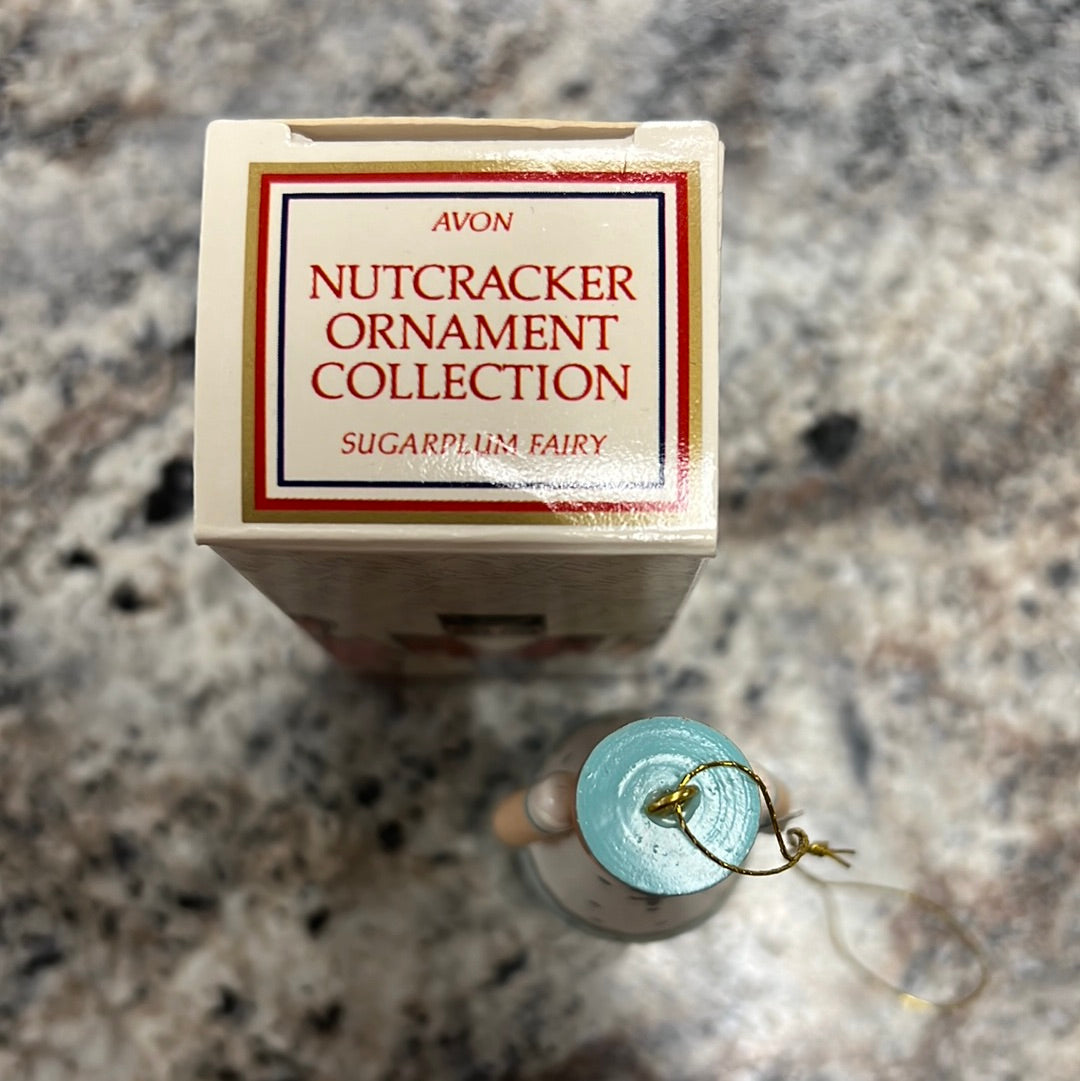 AVON
NUTCRACKER
ORNAMENT
COLLECTION
SUGARPLUM FAIRY